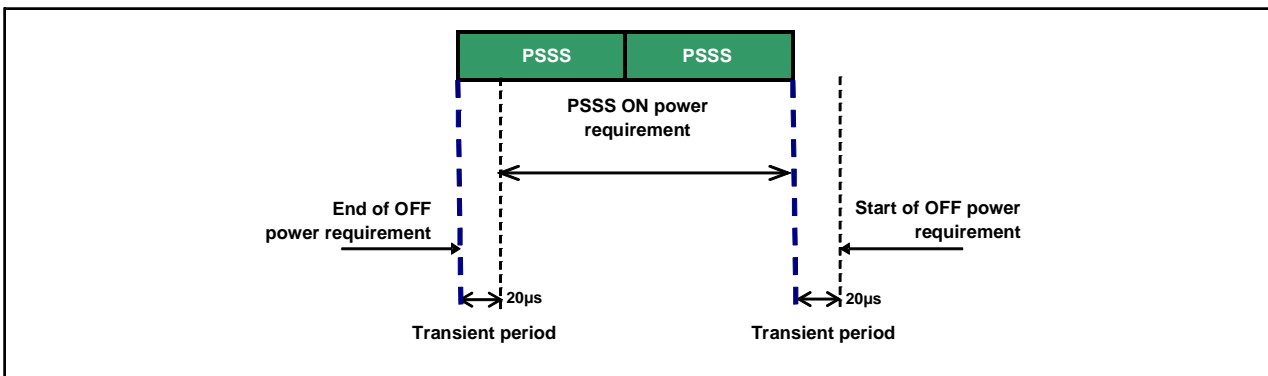 PSSS PSSS
PSSS ON power
requirement
End of OFF
power requirement
Start of OFF power
requirement
20µs
20µs
Transient period
Transient period